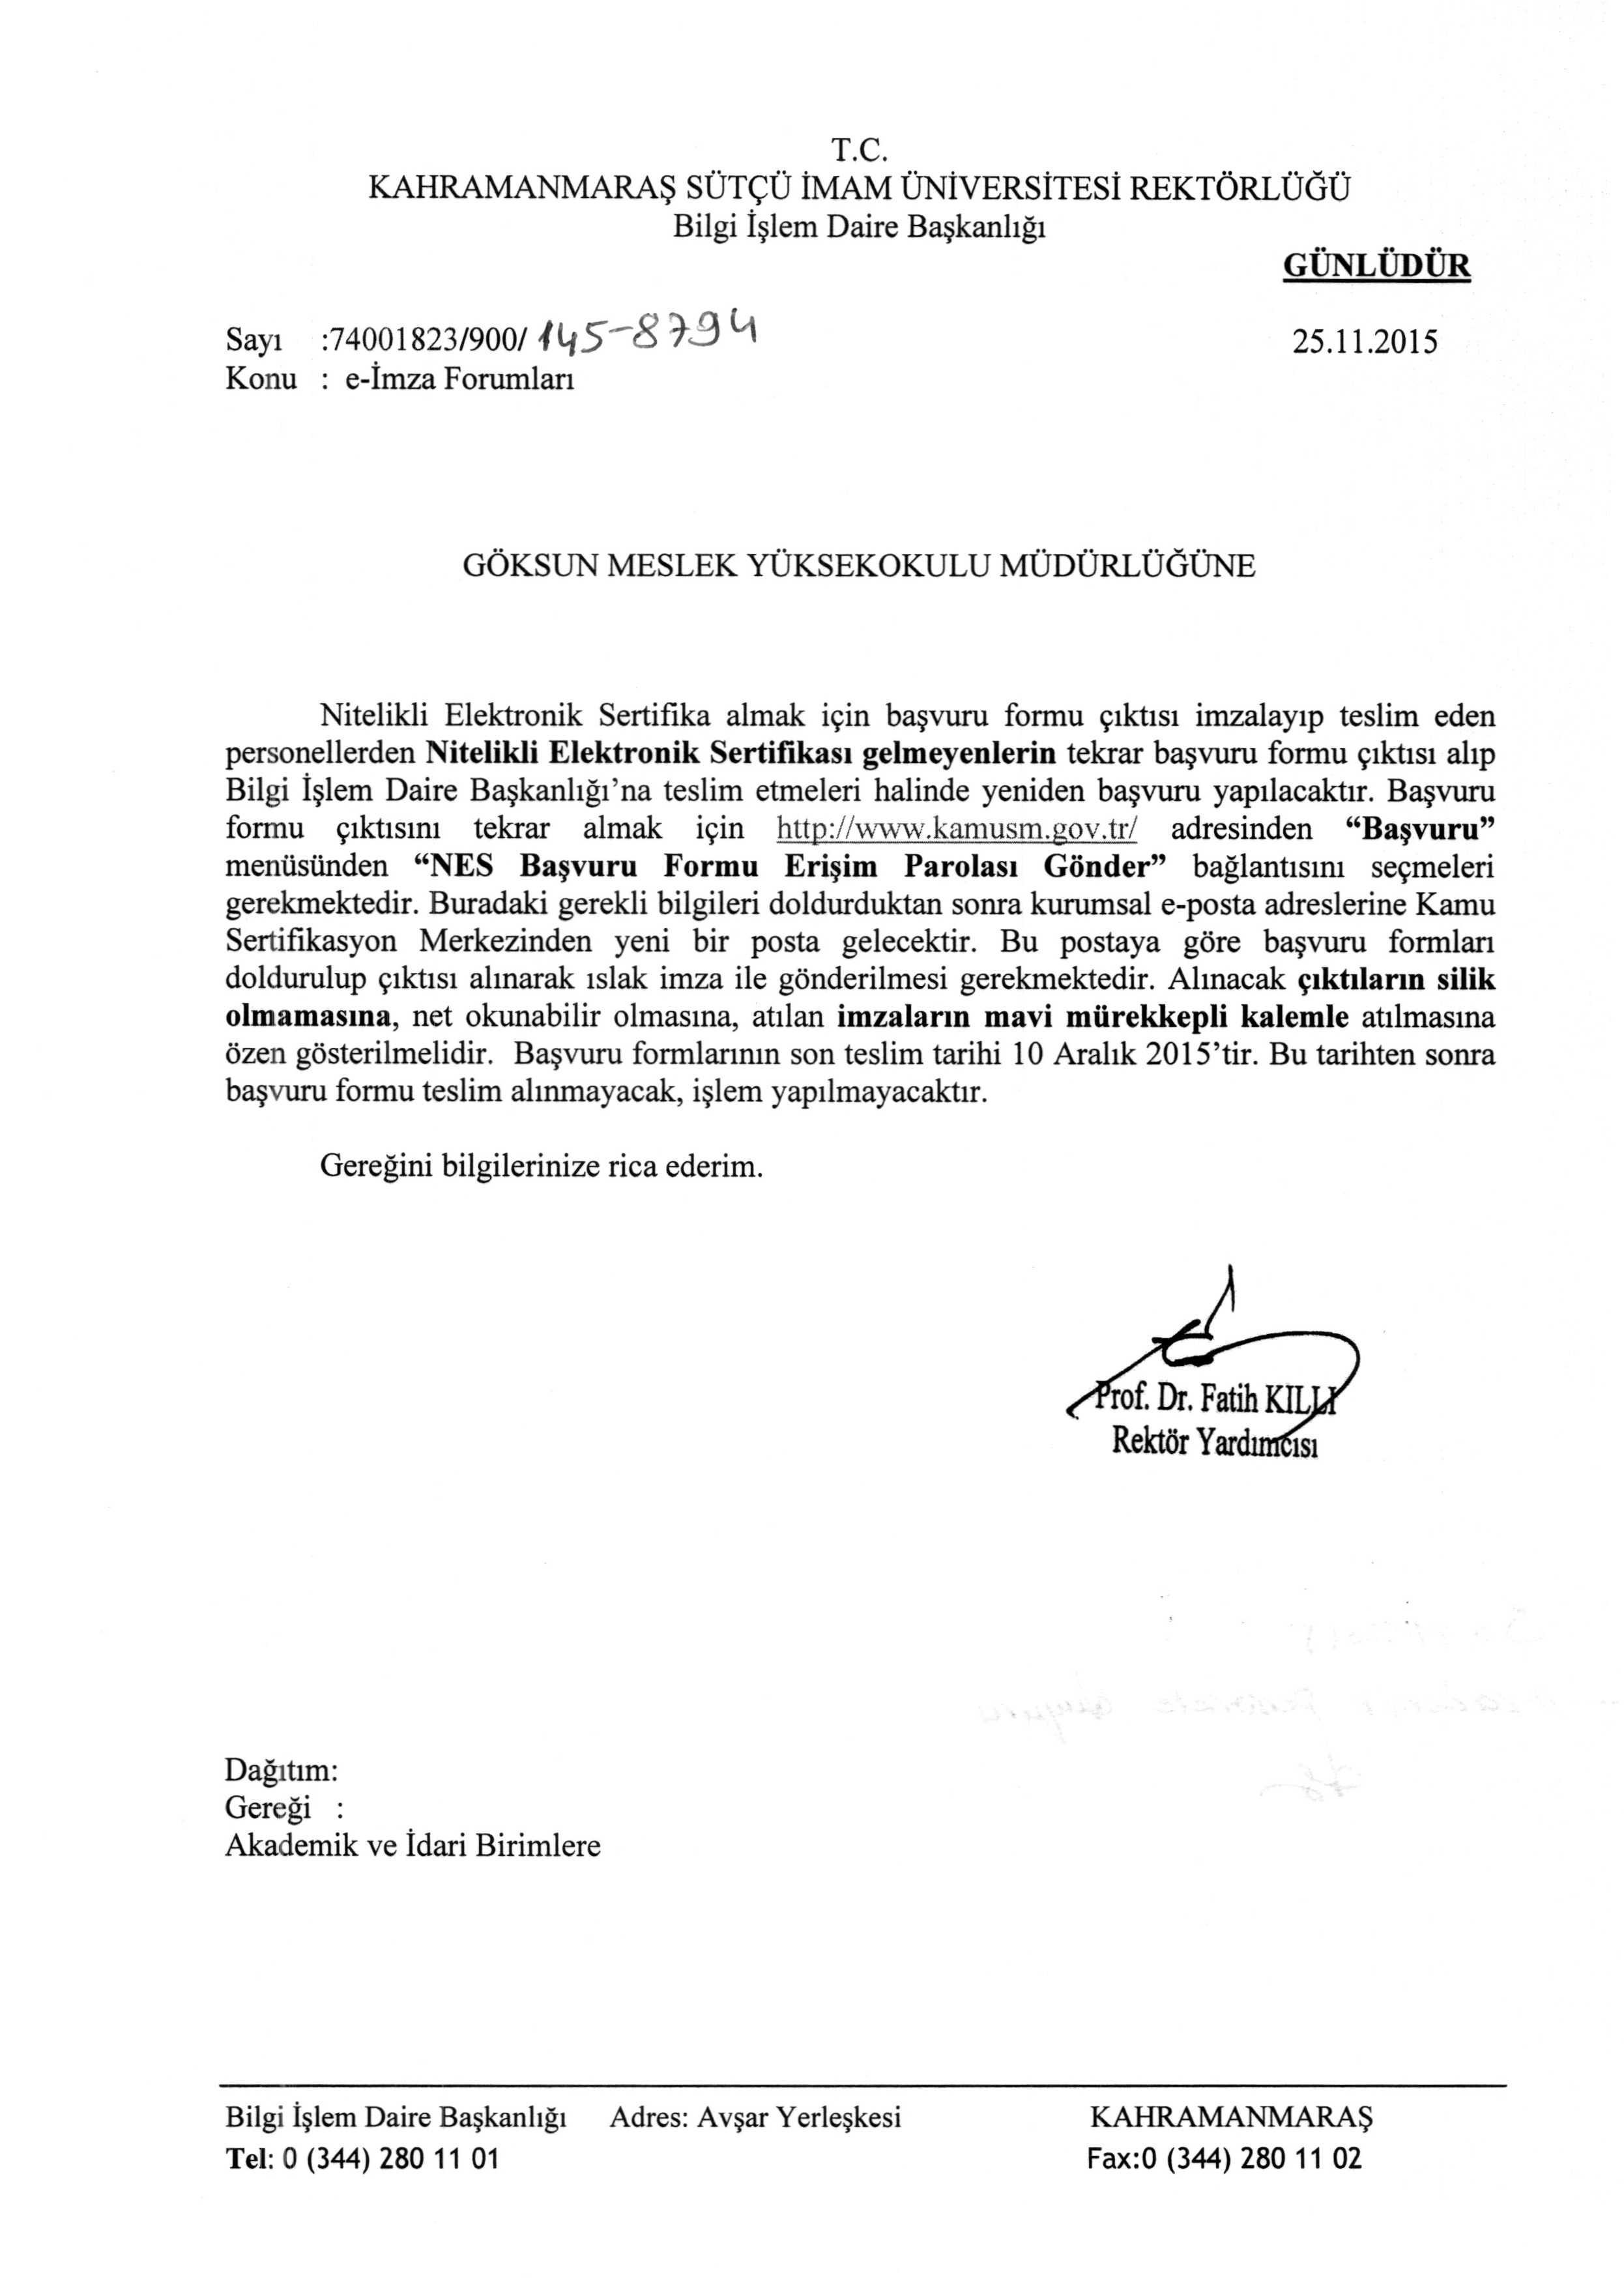 T.C.
KAHRAMANMARAŞ SÜTÇÜ İMAM ÜNİVERSİTESİ REKTÖRLÜĞÜ
Bilgi İşlem Daire Başkanlığı
GÜNLÜDÜR
Sayı :74001823/900/ 145-8794 25.11.2015
Konu : e-İmza Forumları
GÖKSUN MESLEK YÜKSEKOKULU MÜDÜRLÜĞÜNE
Nitelikli Elektronik Sertifika almak için başvuru formu çıktısı imzalayıp teslim eden
personellerden Nitelikli Elektronik Sertifikası gelmeyenlerin tekrar başvuru formu çıktısı alıp
Bilgi İşlem Daire Başkanlığı’na teslim etmeleri halinde yeniden başvuru yapılacaktır. Başvuru
formu çıktısını tekrar almak için http://www.kamusm.gov.tr/ adresinden “Başvuru”
menüsünden “NES Başvuru Formu Erişim Parolası Gönder” bağlantısını seçmeleri
gerekmektedir. Buradaki gerekli bilgileri doldurduktan sonra kurumsal e-posta adreslerine Kamu
Sertifikasyon Merkezinden yeni bir posta gelecektir. Bu postaya göre başvuru formları
doldurulup çıktısı alınarak ıslak imza ile gönderilmesi gerekmektedir. Alınacak çıktıların silik
olmamasına, net okunabilir olmasına, atılan imzaların mavi mürekkepli kalemle atılmasına
özen gösterilmelidir. Başvuru formlarının son teslim tarihi 10 Aralık 2015’tir. Bu tarihten sonra
başvuru formu teslim alınmayacak, işlem yapılmayacaktır.
Gereğini bilgilerinize rica ederim.
Prof. Dr. Fatih KILLI
Rektör Yardımcısı
Dağıtım:
Gereği :
Akademik ve İdari Birimlere
Bilgi İşlem Daire Başkanlığı Adres: Avşar Yerleşkesi KAHRAMANMARAŞ
Tel: 0 (344) 280 11 01 Fax:0 (344) 280 11 02